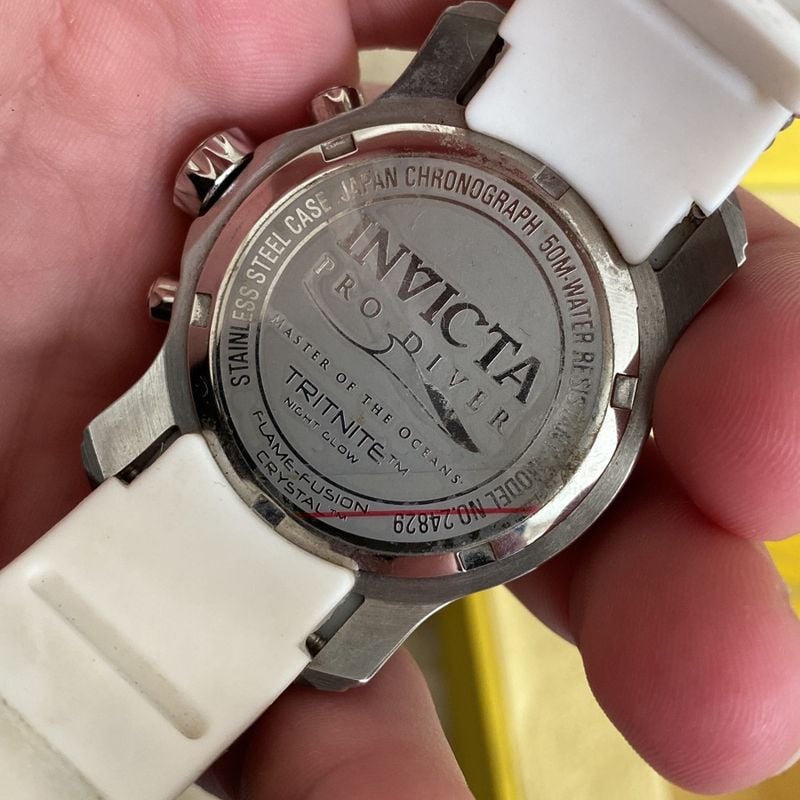 STAINLESS STEEL CASE JAPAN CHRONOGRAPH 50M-WATER RESISTANT MODEL NO.24829
INVICTA
PRO DIVER
MASTER OF THE OCEANS
TRITNITE™
NIGHT GLOW
FLAME-FUSION
CRYSTAL™